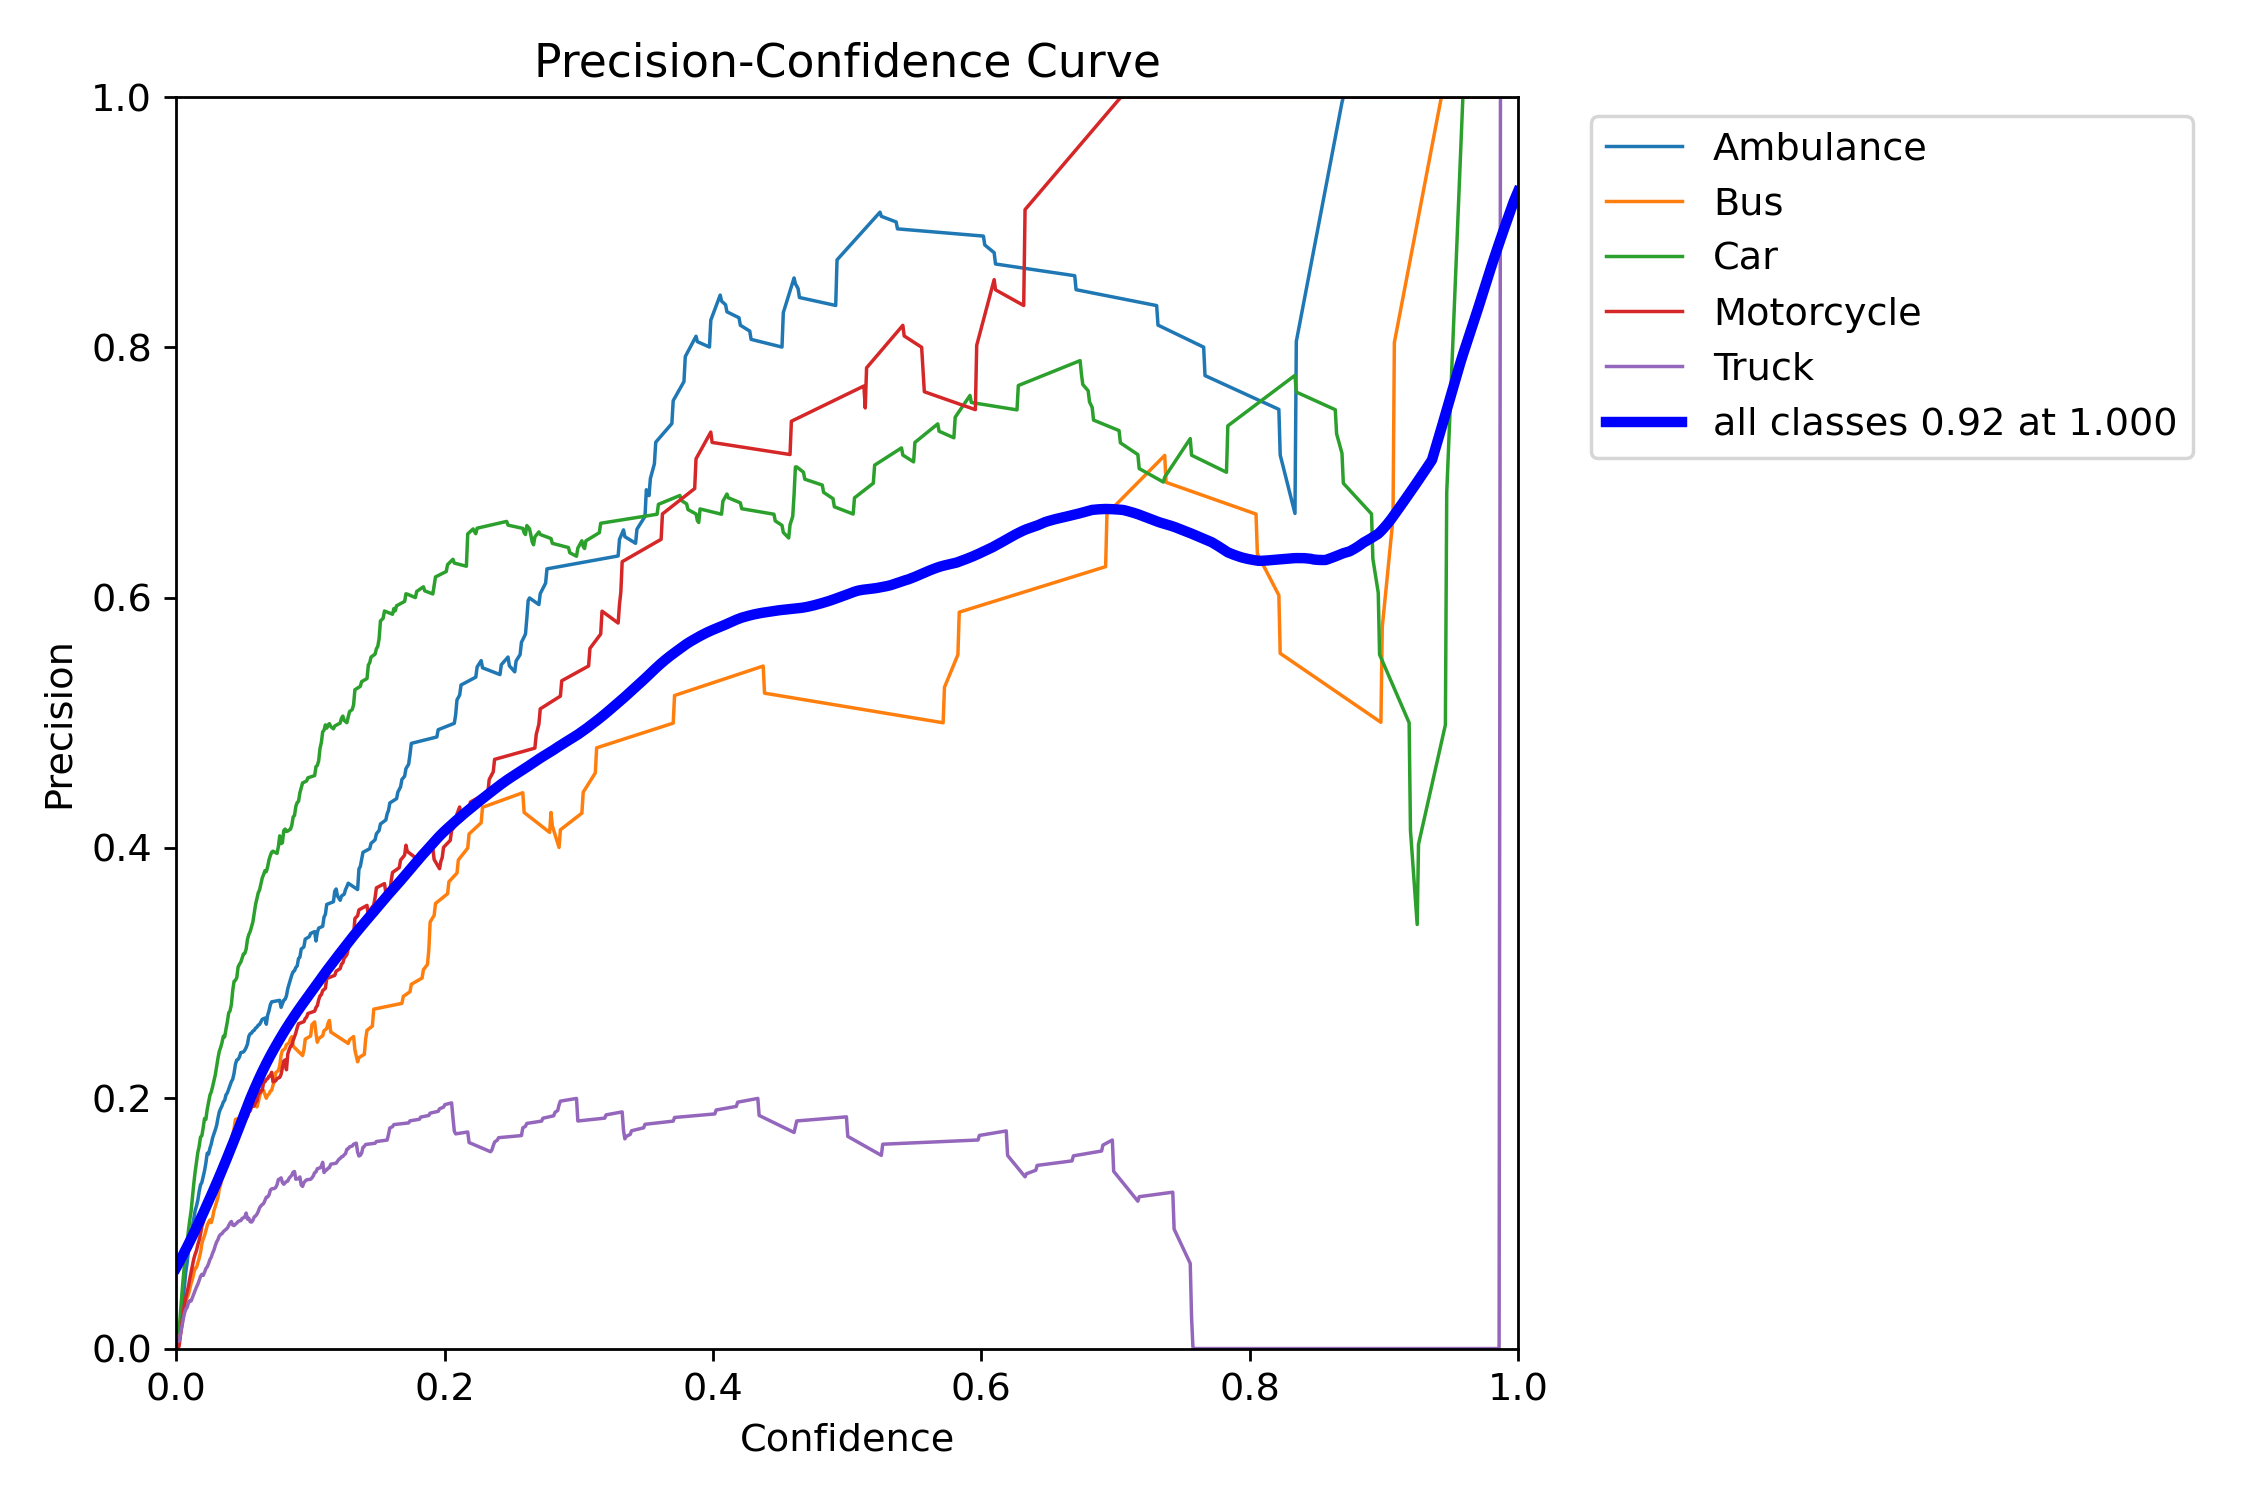 Precision-Confidence Curve
1.0
0.8
0.6
0.4
0.2
0.0
Precision
0.0 0.2 0.4 0.6 0.8 1.0
Confidence
Ambulance
Bus
Car
Motorcycle
Truck
all classes 0.92 at 1.000